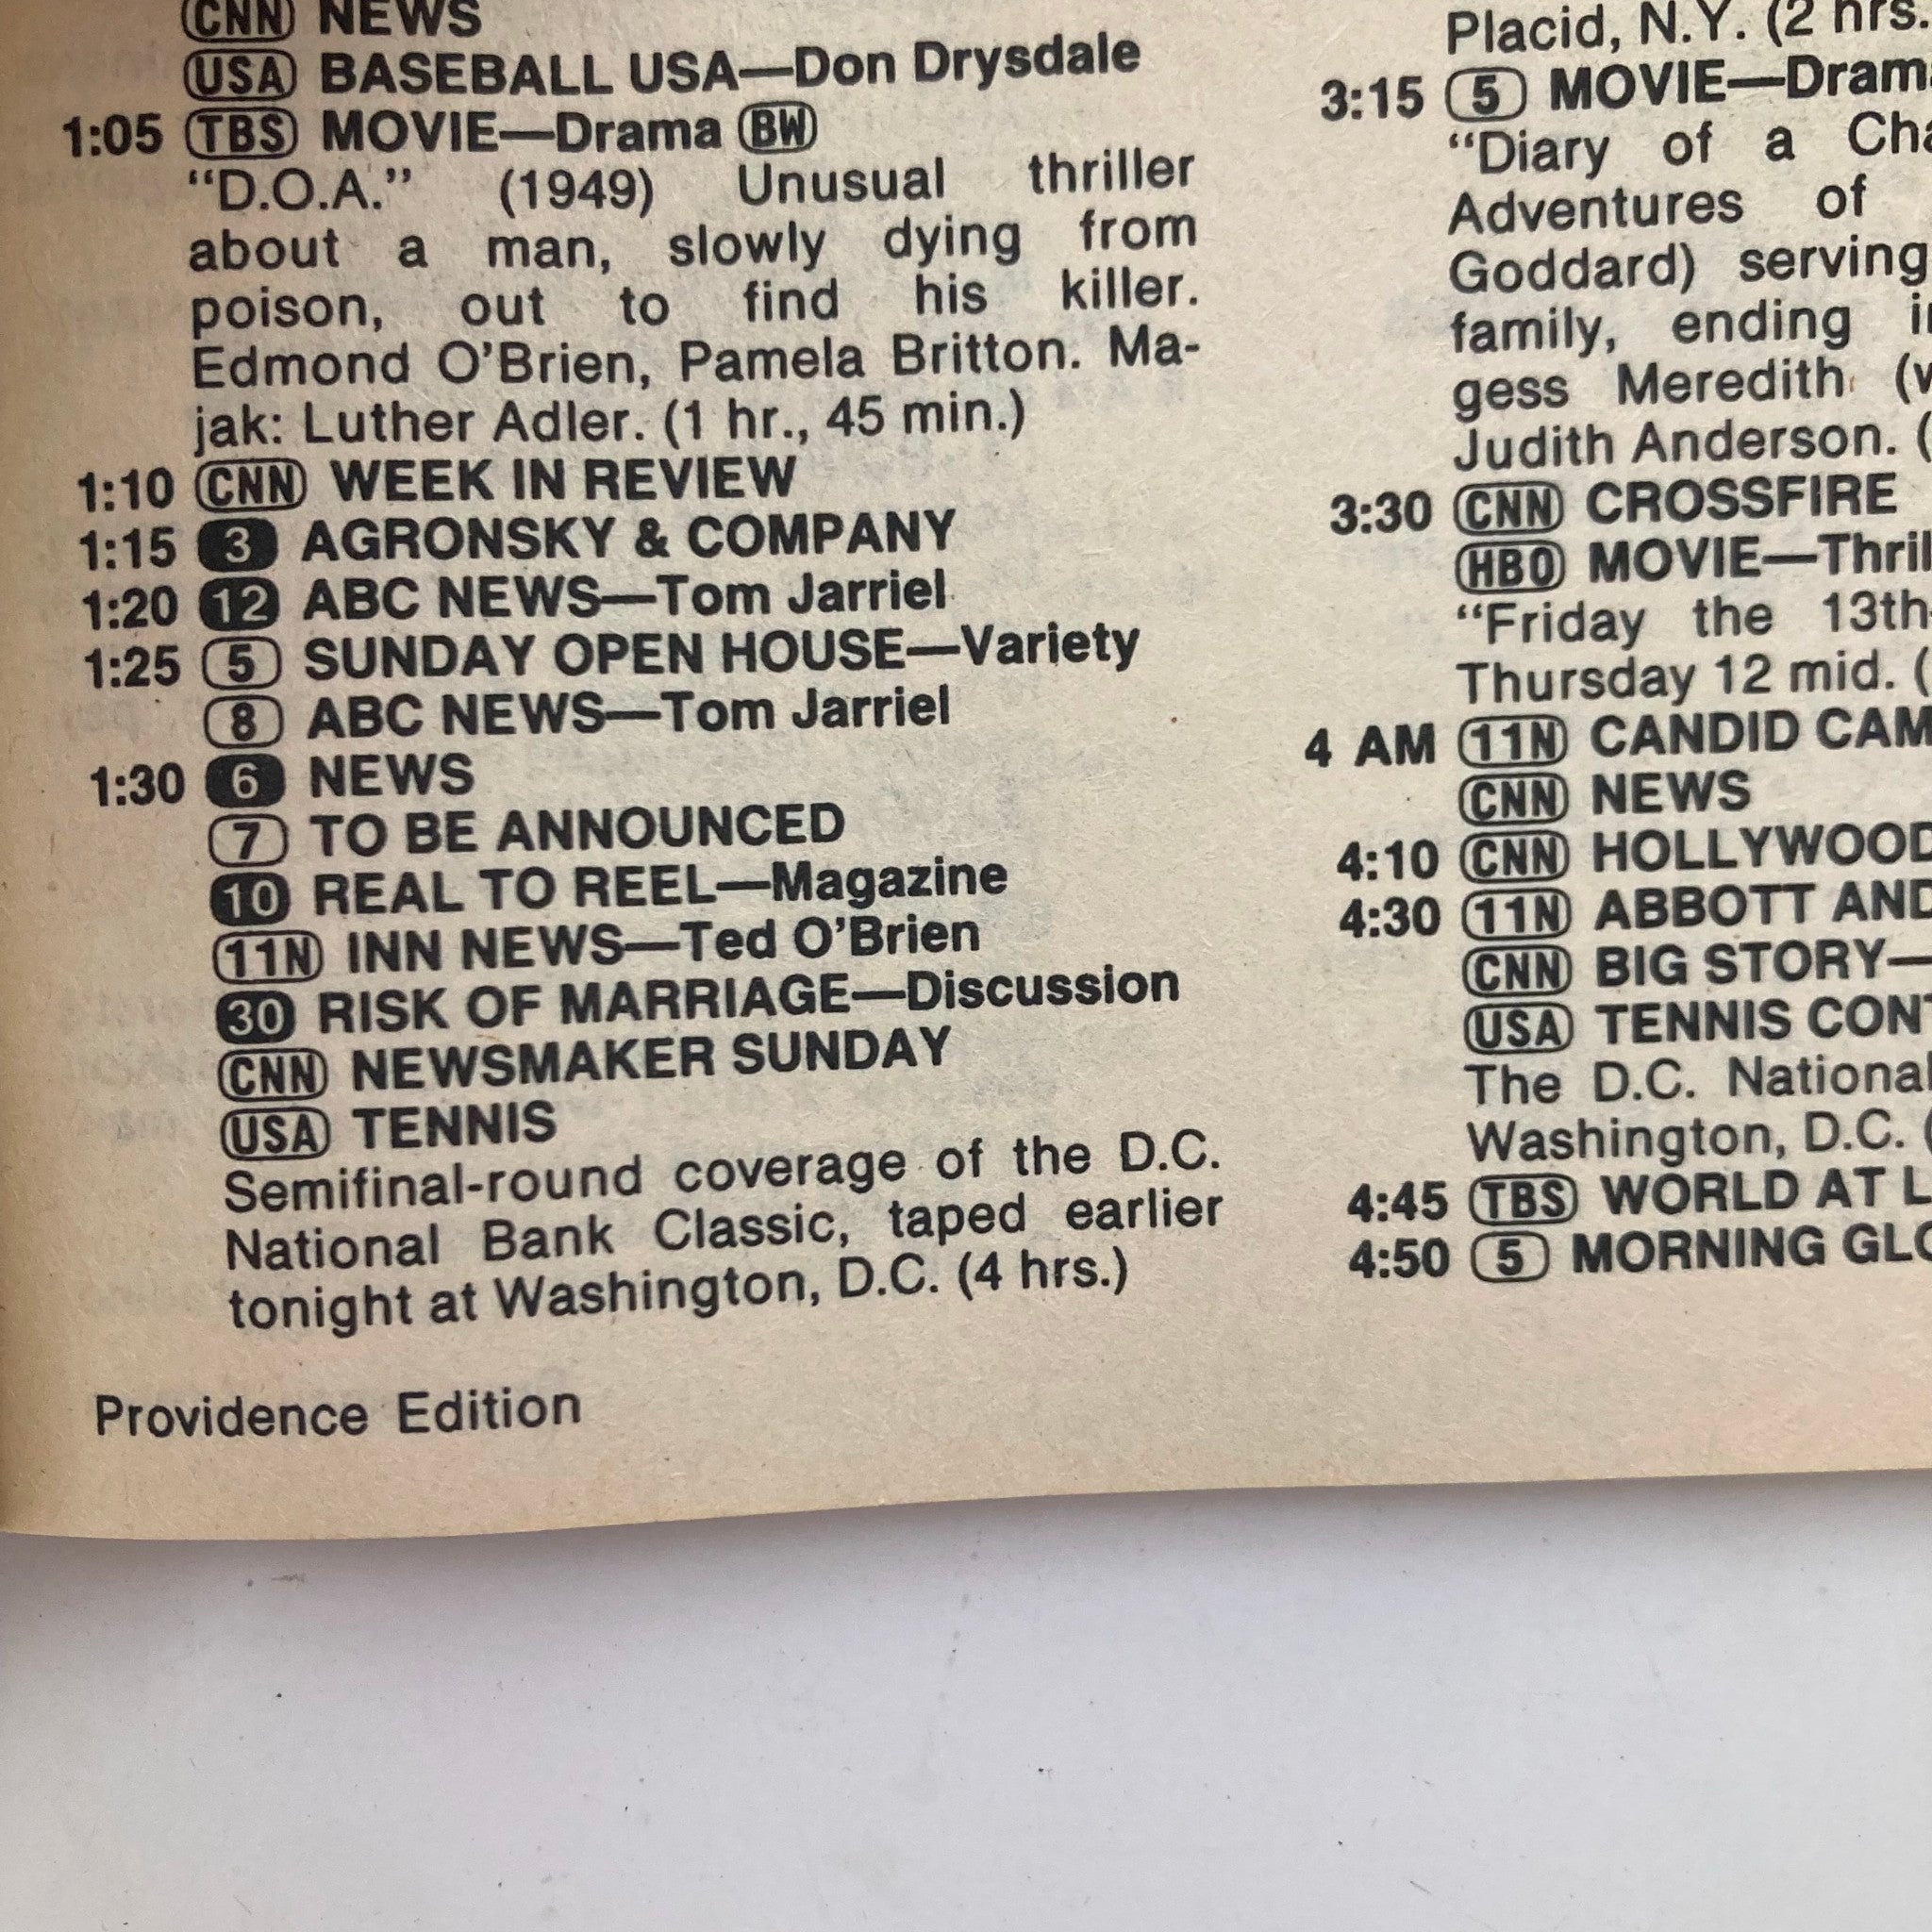 CNN NEWS
USA BASEBALL USA—Don Drysdale
1:05 TBS MOVIE—Drama BW
“D.O.A.” (1949) Unusual thriller
about a man, slowly dying from
poison, out to find his killer.
Edmond O’Brien, Pamela Britton. Ma-
jak: Luther Adler. (1 hr., 45 min.)
1:10 CNN WEEK IN REVIEW
1:15 3 AGRONSKY & COMPANY
1:20 12 ABC NEWS—Tom Jarriel
1:25 5 SUNDAY OPEN HOUSE—Variety
8 ABC NEWS—Tom Jarriel
1:30 6 NEWS
7 TO BE ANNOUNCED
10 REAL TO REEL—Magazine
11N INN NEWS—Ted O’Brien
30 RISK OF MARRIAGE—Discussion
CNN NEWSMAKER SUNDAY
USA TENNIS
Semifinal-round coverage of the D.C.
National Bank Classic, taped earlier
tonight at Washington, D.C. (4 hrs.)
Providence Edition
Placid, N.Y. (2 hrs.
3:15 5 MOVIE—Drama
“Diary of a
Adventures of
Goddard) serving
family, ending
gess Meredith
Judith Anderson. (
3:30 CNN CROSSFIRE
HBO MOVIE—
“Friday the 13th
Thursday 12 mid. (
4 AM 11N CANDID
CNN NEWS
4:10 CNN HOLLYWOOD
4:30 11N ABBOTT AND
CNN BIG STORY—
USA TENNIS
The D.C. National
Washington, D.C. (
4:45 TBS WORLD AT
4:50 5 MORNING